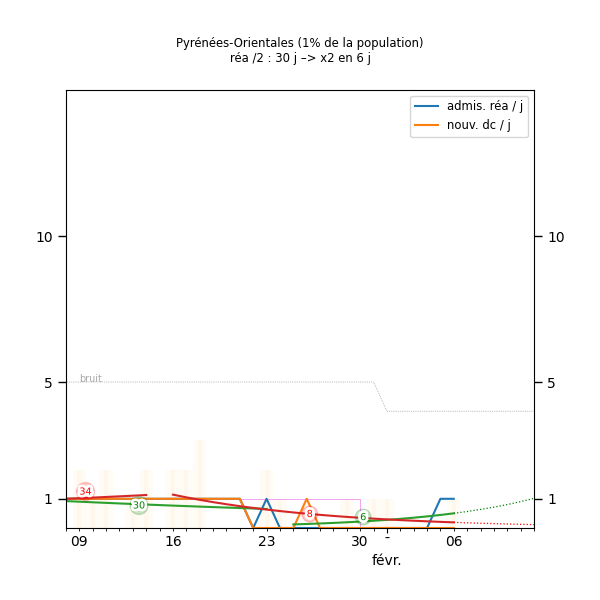 Pyrénées-Orientales (1% de la population)
réa /2 : 30 j –> x2 en 6 j
admis. réa / j
nouv. dc / j
10
10
bruit
5
5
34
30
8
6
1
1
09
16
23
30
-
06
févr.